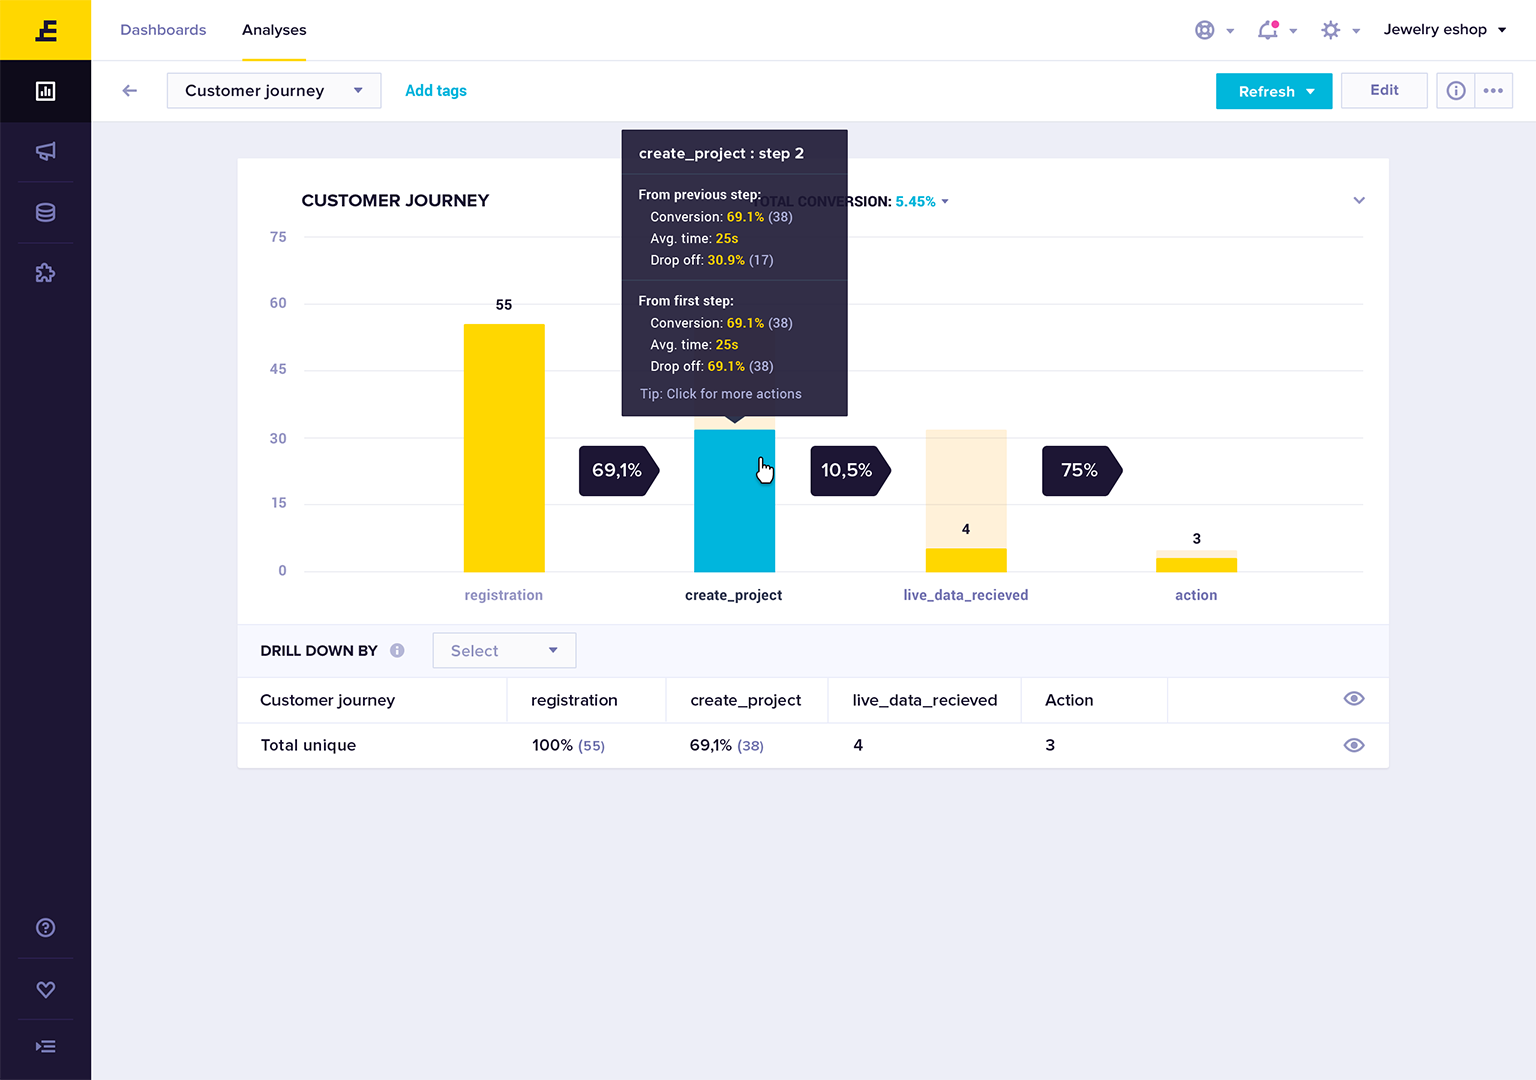 Dashboards
Analyses
Jewelry eshop
Customer journey
Add tags
Refresh
Edit
create_project : step 2
From previous step:
Conversion: 69.1% (38)
Avg. time: 25s
Drop off: 30.9% (17)
From first step:
Conversion: 69.1% (38)
Avg. time: 25s
Drop off: 69.1% (38)
Tip: Click for more actions
CUSTOMER JOURNEY
TOTAL CONVERSION: 5.45%
75
60
45
30
15
0
55
69,1%
10,5%
4
75%
3
registration
create_project
live_data_recieved
action
DRILL DOWN BY
Select
Customer journey
registration
create_project
live_data_recieved
Action
Total unique
100% (55)
69,1% (38)
4
3